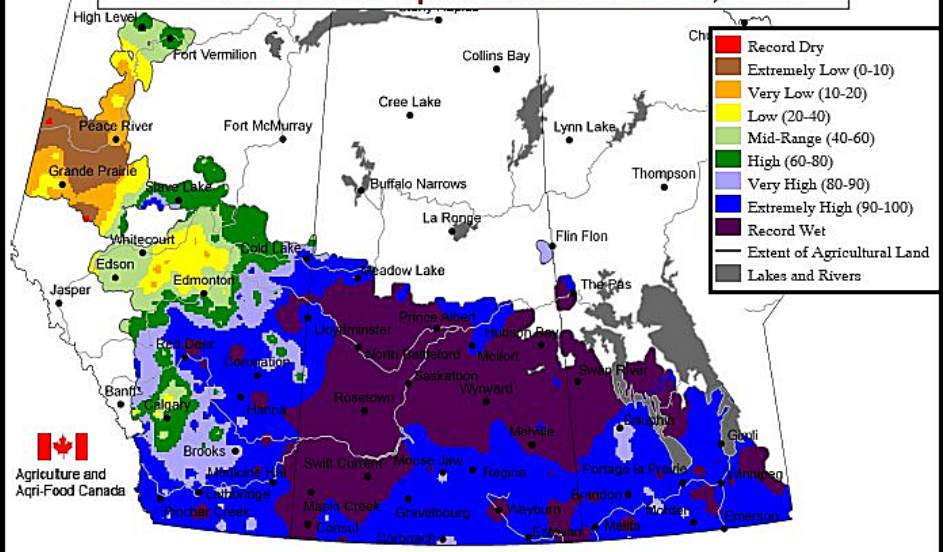 High Level
Fort Vermilion
Collins Bay
Cree Lake
Peace River
Fort McMurray
Lynn Lake
Grande Prairie
Slave Lake
Buffalo Narrows
Thompson
La Ronge
Whitecourt
Cold Lake
Flin Flon
Edson
Meadow Lake
Jasper
Edmonton
The Pas
Lloydminster
Prince Albert
Hudson Bay
Red Deer
North Battleford
Melfort
Coronation
Saskatoon
Swan River
Banff
Wynyard
Calgary
Hanna
Rosetown
Dauphin
Melville
Gimli
Brooks
Swift Current
Moose Jaw
Regina
Portage la Prairie
Winnipeg
Medicine Hat
Lethbridge
Maple Creek
Brandon
Pincher Creek
Gravelbourg
Weyburn
Morden
Emerson
Consul
Coronach
Estevan
Melita
Record Dry
Extremely Low (0-10)
Very Low (10-20)
Low (20-40)
Mid-Range (40-60)
High (60-80)
Very High (80-90)
Extremely High (90-100)
Record Wet
Extent of Agricultural Land
Lakes and Rivers
Agriculture and
Agri-Food Canada